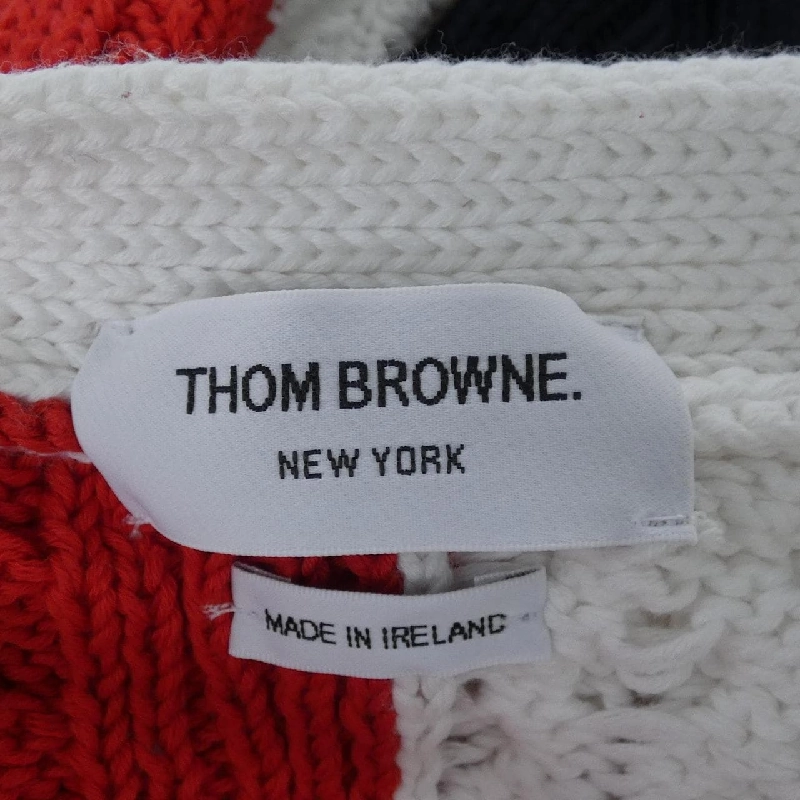 THOM BROWNE.
NEW YORK
MADE IN IRELAND